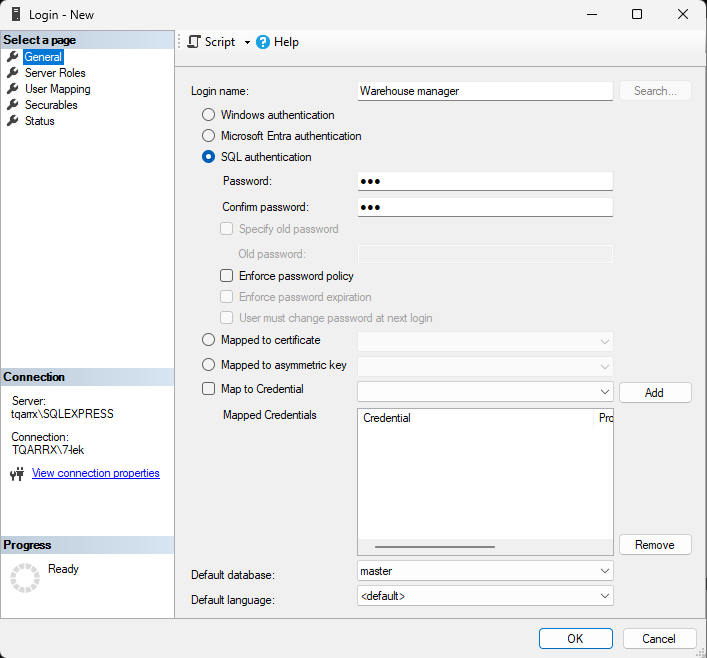 Login - New
Select a page
General
Server Roles
User Mapping
Securables
Status
Script
Help
Login name:
Warehouse manager
Search...
Windows authentication
Microsoft Entra authentication
SQL authentication
Password:
●●●
Confirm password:
●●●
Specify old password
Old password:
Enforce password policy
Enforce password expiration
User must change password at next login
Mapped to certificate
Mapped to asymmetric key
Map to Credential
Add
Mapped Credentials
Credential
Pro
Remove
Default database:
master
Default language:
<default>
Connection
Server:
tqarrx\SQLEXPRESS
Connection:
TQARRX\7-lek
View connection properties
Progress
Ready
OK
Cancel